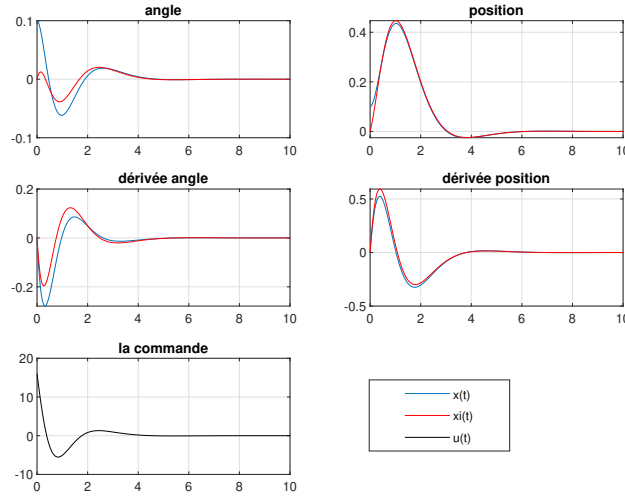 angle
0.1
0
-0.1
0 2 4 6 8 10
position
0.4
0.2
0
0 2 4 6 8 10
dérivée angle
0.2
0
-0.2
0 2 4 6 8 10
dérivée position
0.5
0
-0.5
0 2 4 6 8 10
la commande
20
10
0
-10
0 2 4 6 8 10
x(t)
xi(t)
u(t)